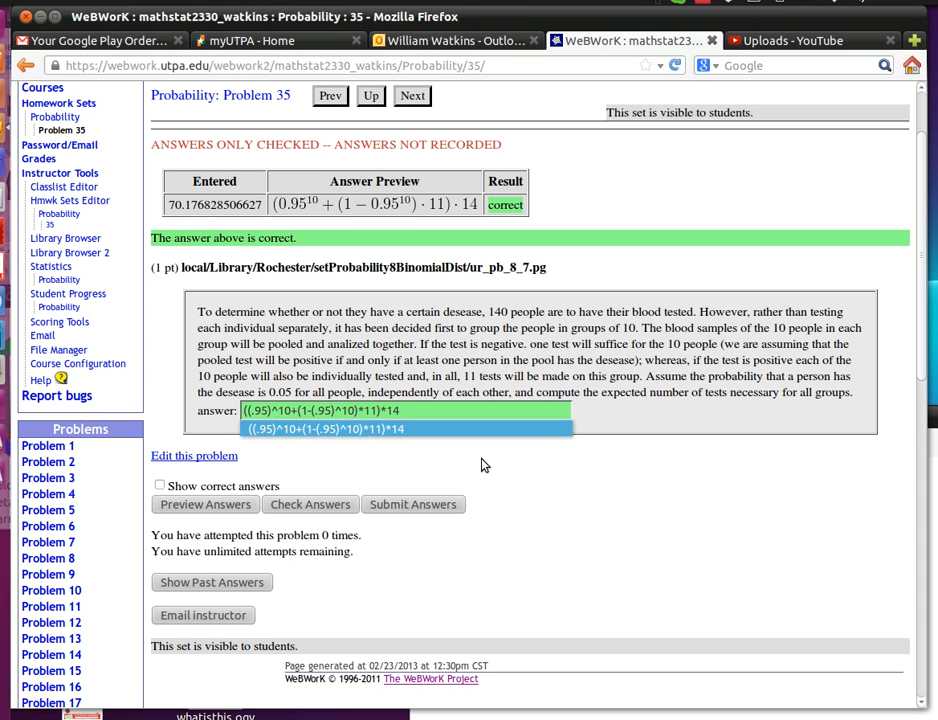 WeBWorK : mathstat2330_watkins : Probability : 35 - Mozilla Firefox
Your Google Play Order...
myUTPA - Home
William Watkins - Outlo...
WeBWorK : mathstat23...
Uploads - YouTube
https://webwork.utpa.edu/webwork2/mathstat2330_watkins/Probability/35/
Google
Courses
Homework Sets
Probability
Problem 35
Password/Email
Grades
Instructor Tools
Classlist Editor
Hmwk Sets Editor
Probability
35
Library Browser
Library Browser 2
Statistics
Probability
Student Progress
Probability
Scoring Tools
Email
File Manager
Course Configuration
Help
Report bugs
Problems
Problem 1
Problem 2
Problem 3
Problem 4
Problem 5
Problem 6
Problem 7
Problem 8
Problem 9
Problem 10
Problem 11
Problem 12
Problem 13
Problem 14
Problem 15
Problem 16
Problem 17
Probability: Problem 35 Prev Up Next
This set is visible to students.
ANSWERS ONLY CHECKED -- ANSWERS NOT RECORDED
Entered Answer Preview Result
70.176828506627 (0.95^10 + (1 − 0.95^10) · 11) · 14 correct
The answer above is correct.
(1 pt) local/Library/Rochester/setProbability8BinomialDist/ur_pb_8_7.pg
To determine whether or not they have a certain desease, 140 people are to have their blood tested. However, rather than testing
each individual separately, it has been decided first to group the people in groups of 10. The blood samples of the 10 people in each
group will be pooled and analized together. If the test is negative. one test will suffice for the 10 people (we are assuming that the
pooled test will be positive if and only if at least one person in the pool has the desease); whereas, if the test is positive each of the
10 people will also be individually tested and, in all, 11 tests will be made on this group. Assume the probability that a person has
the desease is 0.05 for all people, independently of each other, and compute the expected number of tests necessary for all groups.
answer: ((.95)^10+(1-(.95)^10)*11)*14
((.95)^10+(1-(.95)^10)*11)*14
Edit this problem
Show correct answers
Preview Answers Check Answers Submit Answers
You have attempted this problem 0 times.
You have unlimited attempts remaining.
Show Past Answers
Email instructor
This set is visible to students.
Page generated at 02/23/2013 at 12:30pm CST
WeBWorK © 1996-2011 The WeBWorK Project
whatisthis.ogv